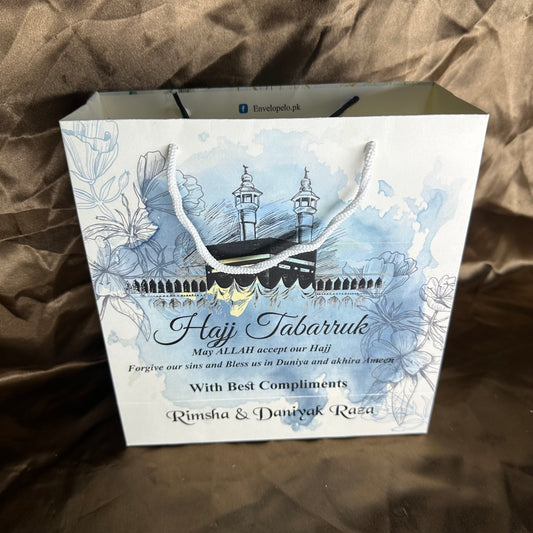 Envelopelo.pk
Hajj Tabarruk
May ALLAH accept our Hajj
Forgive our sins and Bless us in Duniya and akhira Ameen
With Best Compliments
Rimsha & Daniyak Raza